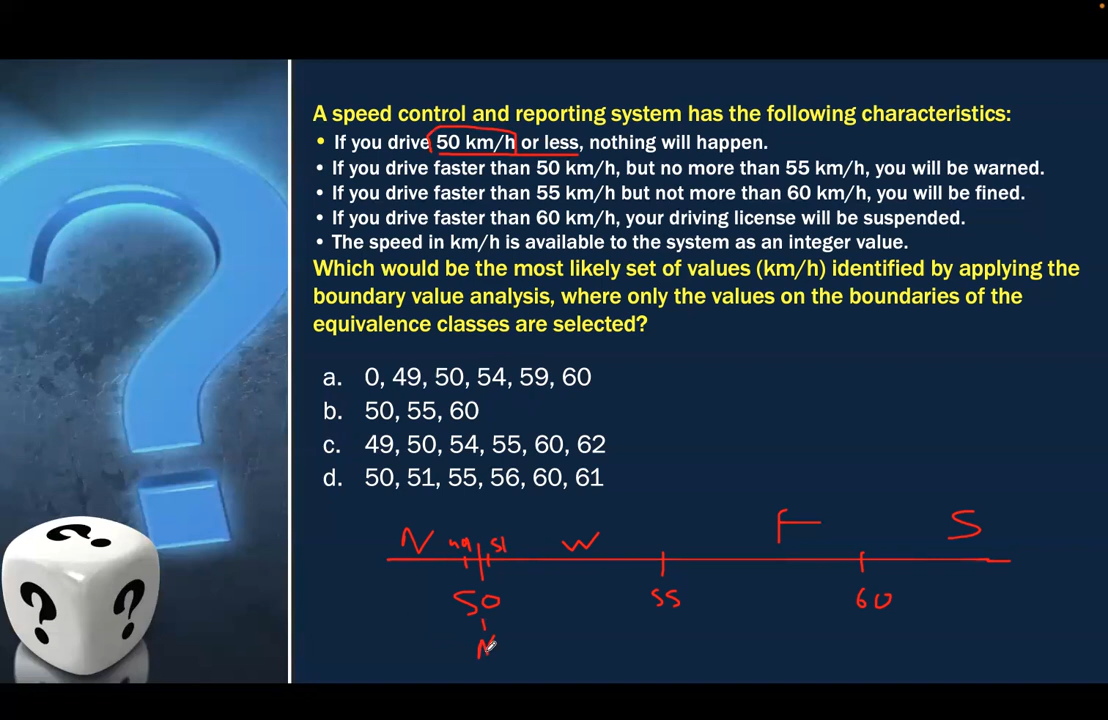 A speed control and reporting system has the following characteristics:
• If you drive 50 km/h or less, nothing will happen.
• If you drive faster than 50 km/h, but no more than 55 km/h, you will be warned.
• If you drive faster than 55 km/h but not more than 60 km/h, you will be fined.
• If you drive faster than 60 km/h, your driving license will be suspended.
• The speed in km/h is available to the system as an integer value.
Which would be the most likely set of values (km/h) identified by applying the
boundary value analysis, where only the values on the boundaries of the
equivalence classes are selected?
a. 0, 49, 50, 54, 59, 60
b. 50, 55, 60
c. 49, 50, 54, 55, 60, 62
d. 50, 51, 55, 56, 60, 61
N 49 51 W F S
50 55 60
N
? ? ?